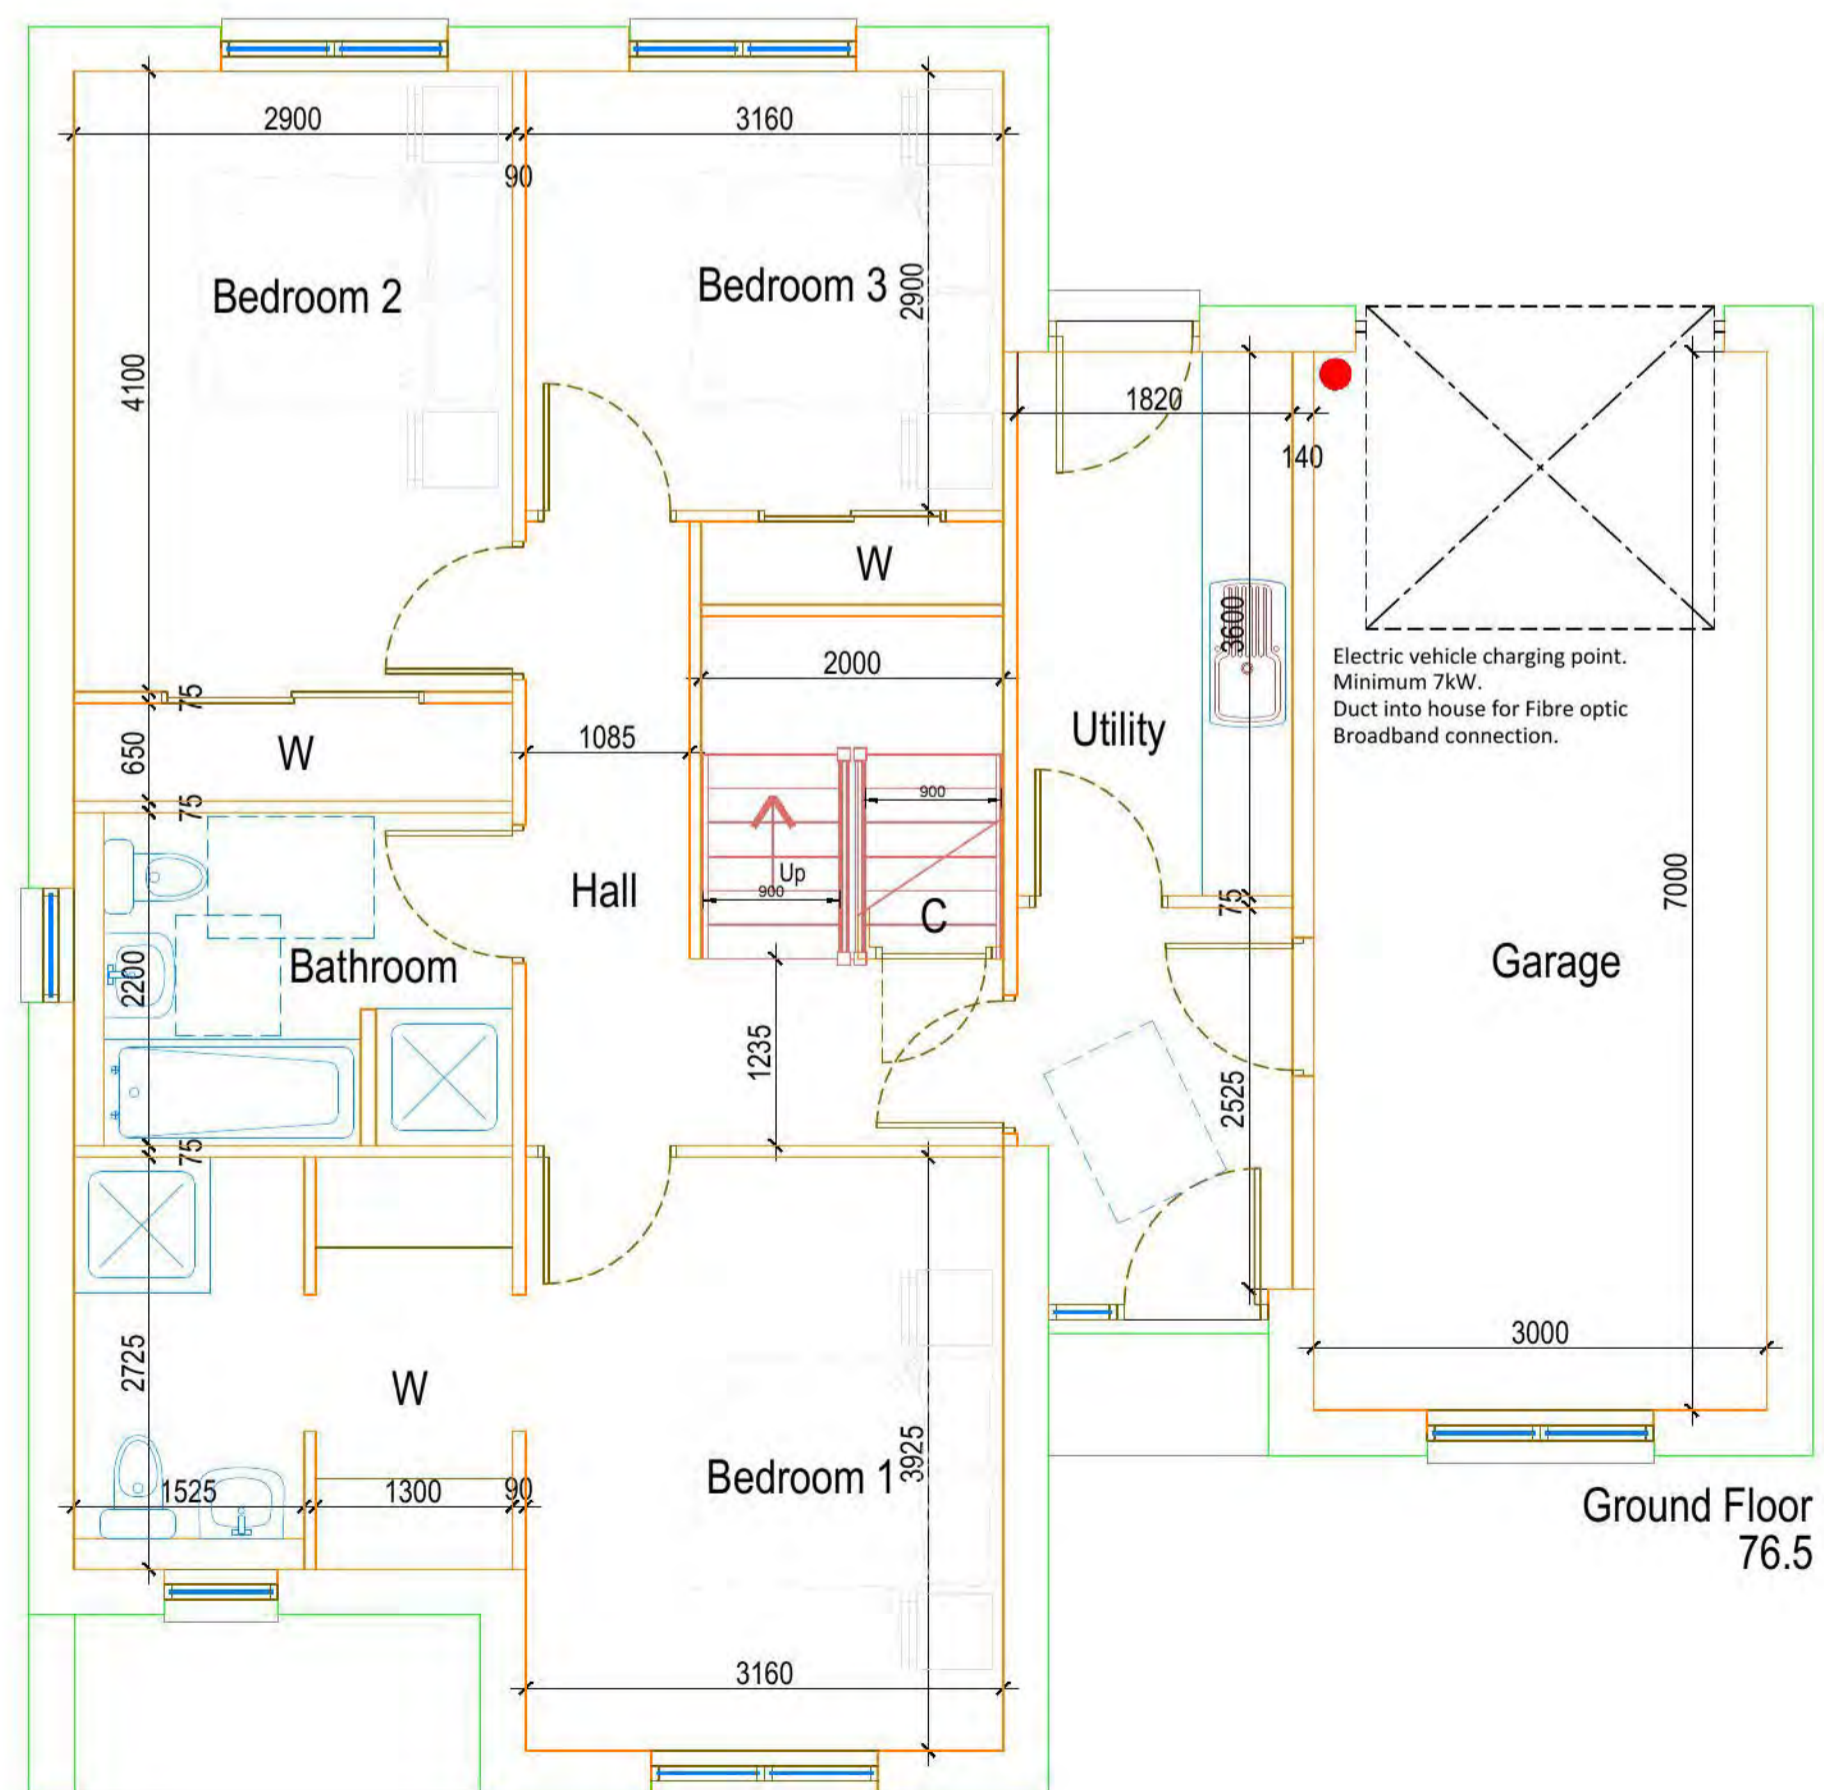 2900
3160
90
Bedroom 2
Bedroom 3
2900
4100
1820
140
W
3600
2000
Electric vehicle charging point.
Minimum 7kW.
Duct into house for Fibre optic
Broadband connection.
75
650
W
1085
Utility
75
900
Up
900
C
Hall
75
7000
2200
Bathroom
Garage
1235
2525
75
2725
W
3000
3925
1525
1300
90
Bedroom 1
Ground Floor
76.5
3160